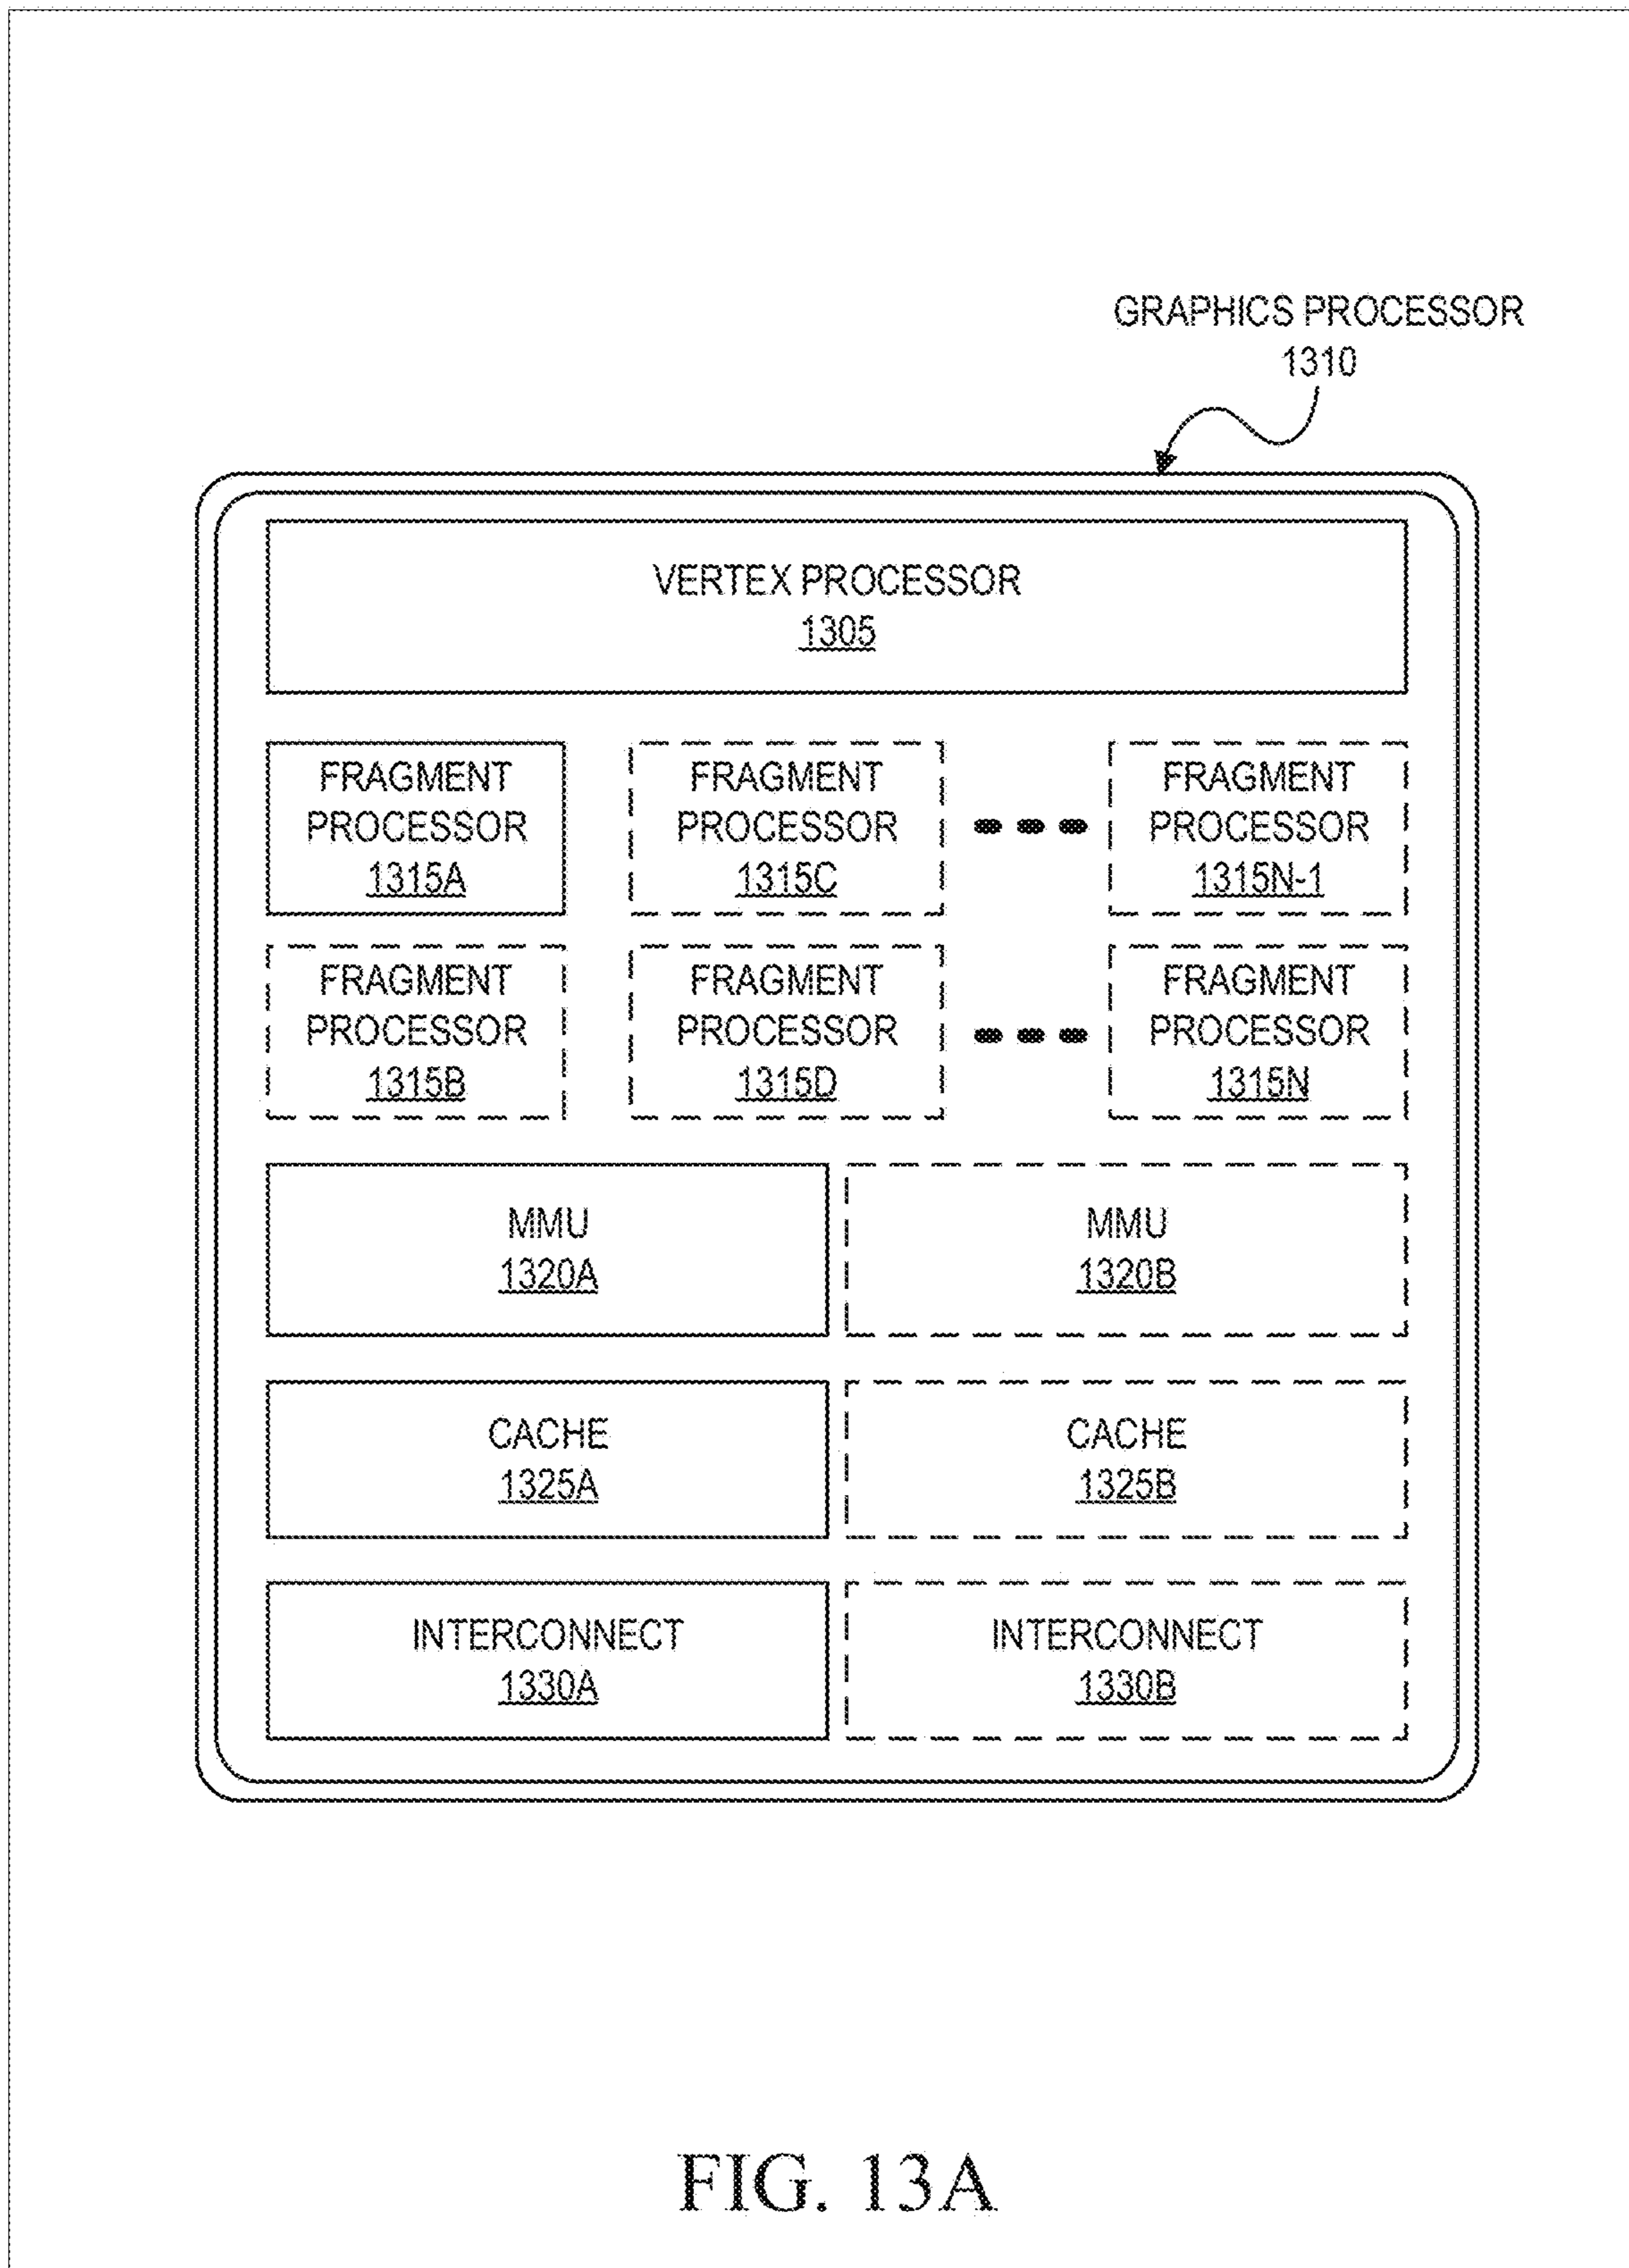 GRAPHICS PROCESSOR
1310
VERTEX PROCESSOR
1305
FRAGMENT
PROCESSOR
1315A
FRAGMENT
PROCESSOR
1315C
FRAGMENT
PROCESSOR
1315N-1
FRAGMENT
PROCESSOR
1315B
FRAGMENT
PROCESSOR
1315D
FRAGMENT
PROCESSOR
1315N
MMU
1320A
MMU
1320B
CACHE
1325A
CACHE
1325B
INTERCONNECT
1330A
INTERCONNECT
1330B
FIG. 13A